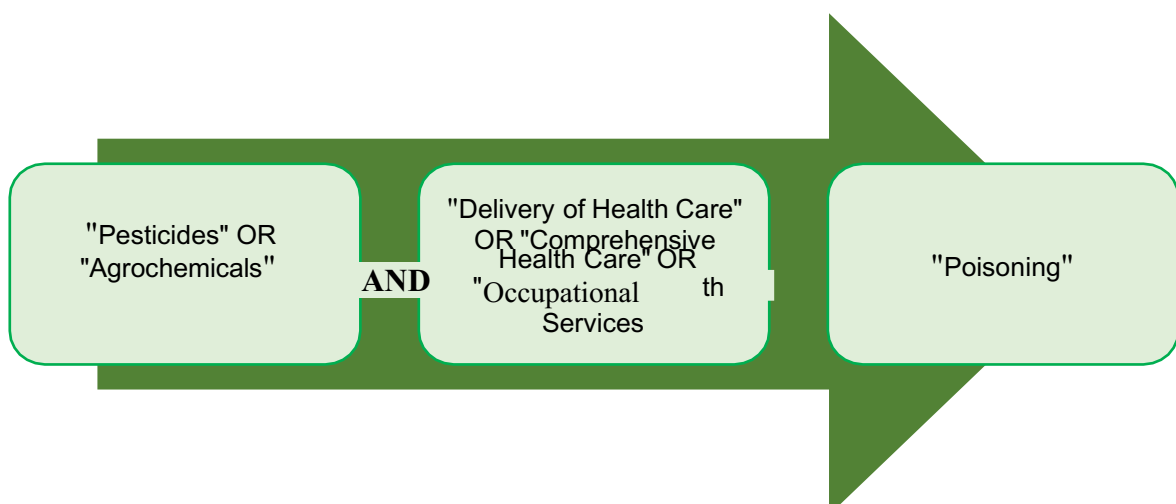 "Pesticides" OR
"Agrochemicals"
AND
"Delivery of Health Care"
OR "Comprehensive
Health Care" OR
"Occupational th
Services
"Poisoning"